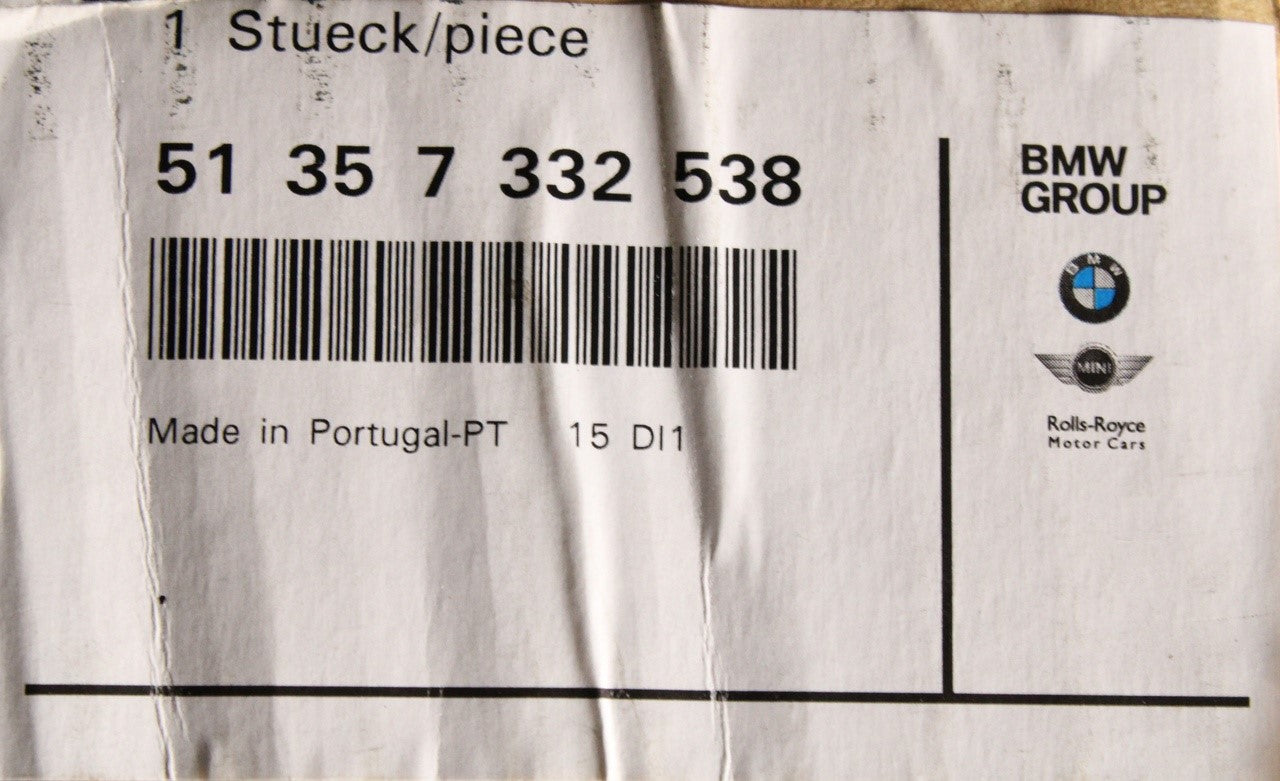 1 Stueck/piece
51 35 7 332 538
Made in Portugal-PT 15 DI1
BMW
GROUP
BMW
MINI
Rolls-Royce
Motor Cars